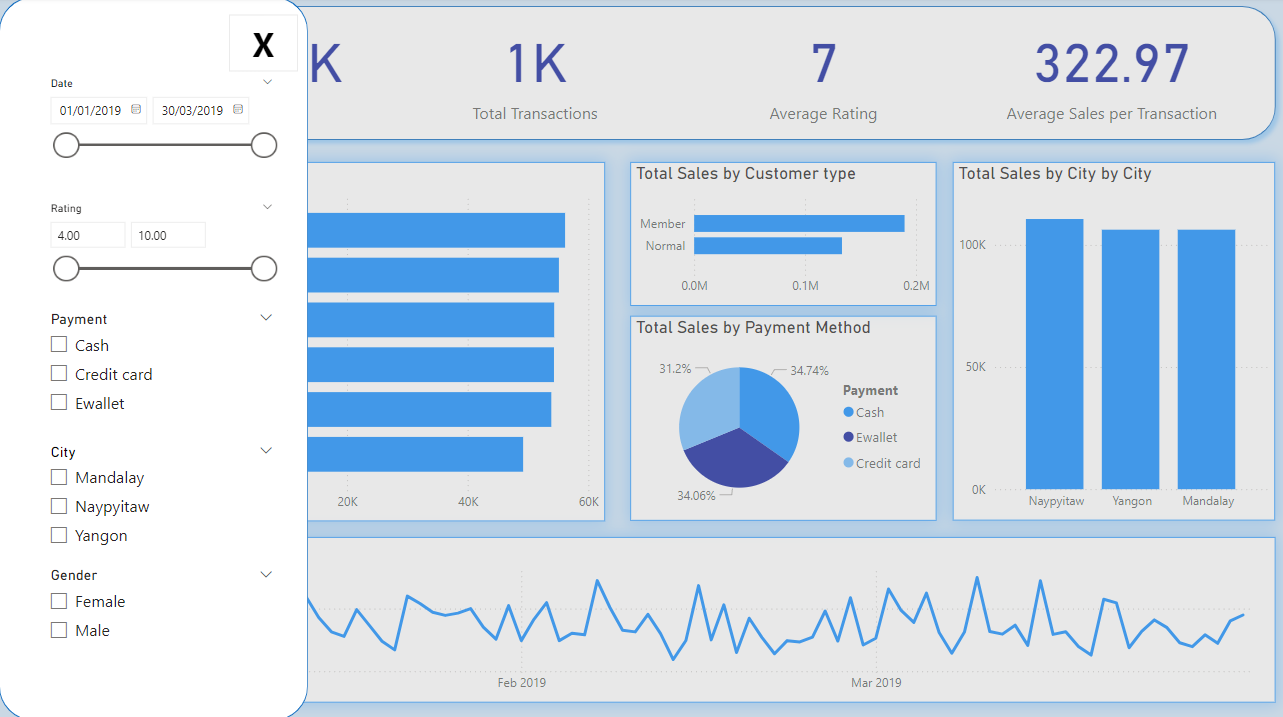 X
Date
01/01/2019 30/03/2019
Rating
4.00 10.00
Payment
Cash
Credit card
Ewallet
City
Mandalay
Naypyitaw
Yangon
Gender
Female
Male
K
1K
Total Transactions
7
Average Rating
322.97
Average Sales per Transaction
20K 40K 60K
Total Sales by Customer type
Member
Normal
0.0M 0.1M 0.2M
Total Sales by Payment Method
31.2%
34.74%
34.06%
Payment
Cash
Ewallet
Credit card
Total Sales by City by City
100K
50K
0K
Naypyitaw Yangon Mandalay
Feb 2019 Mar 2019